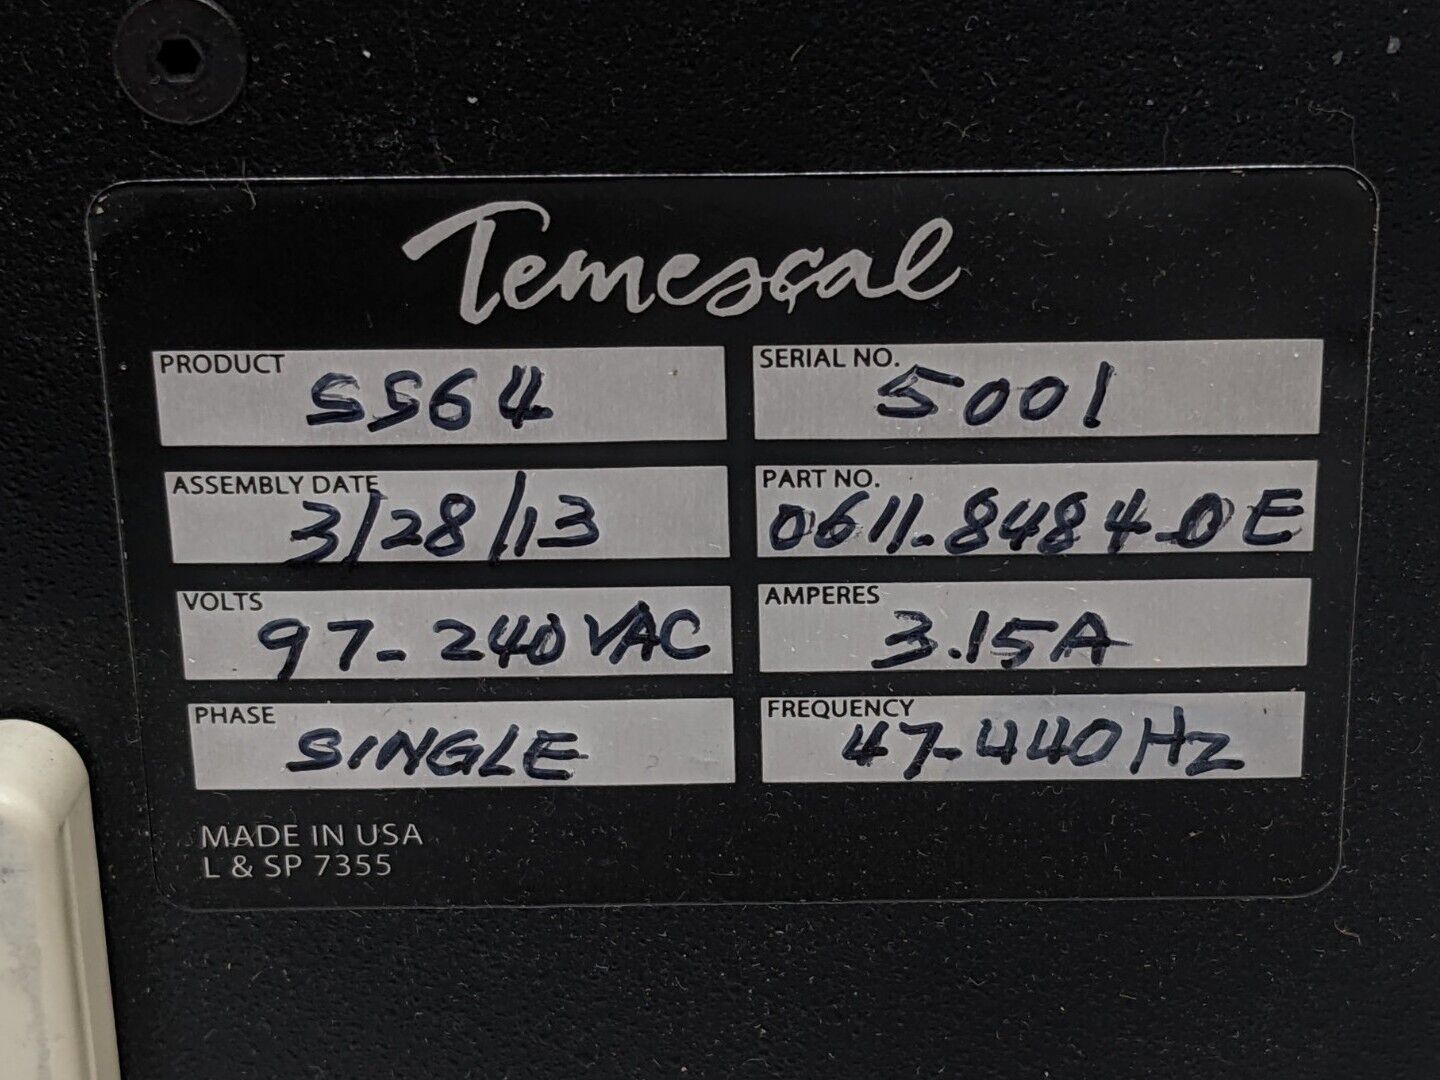 Temescal
PRODUCT
SS64
SERIAL NO.
5001
ASSEMBLY DATE
3/28/13
PART NO.
0611-8484-0E
VOLTS
97-240VAC
AMPERES
3.15A
PHASE
SINGLE
FREQUENCY
47-440Hz
MADE IN USA
L & SP 7355